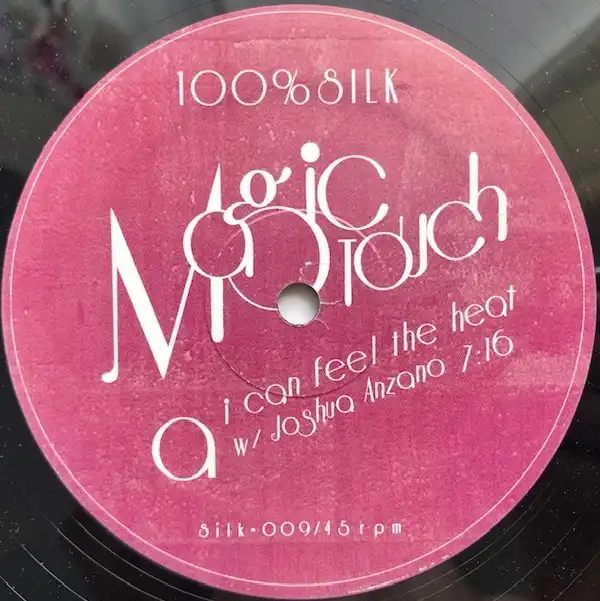 100% SILK
Magic
Touch
a
i can feel the heat
w/ Joshua Anzano 7:16
Silk-009/45 rpm